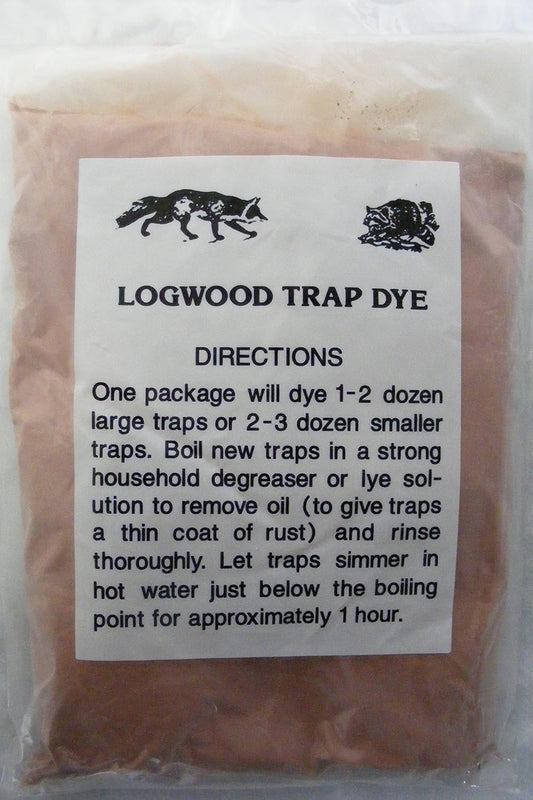 LOGWOOD TRAP DYE
DIRECTIONS
One package will dye 1-2 dozen
large traps or 2-3 dozen smaller
traps. Boil new traps in a strong
household degreaser or lye sol-
ution to remove oil (to give traps
a thin coat of rust) and rinse
thoroughly. Let traps simmer in
hot water just below the boiling
point for approximately 1 hour.